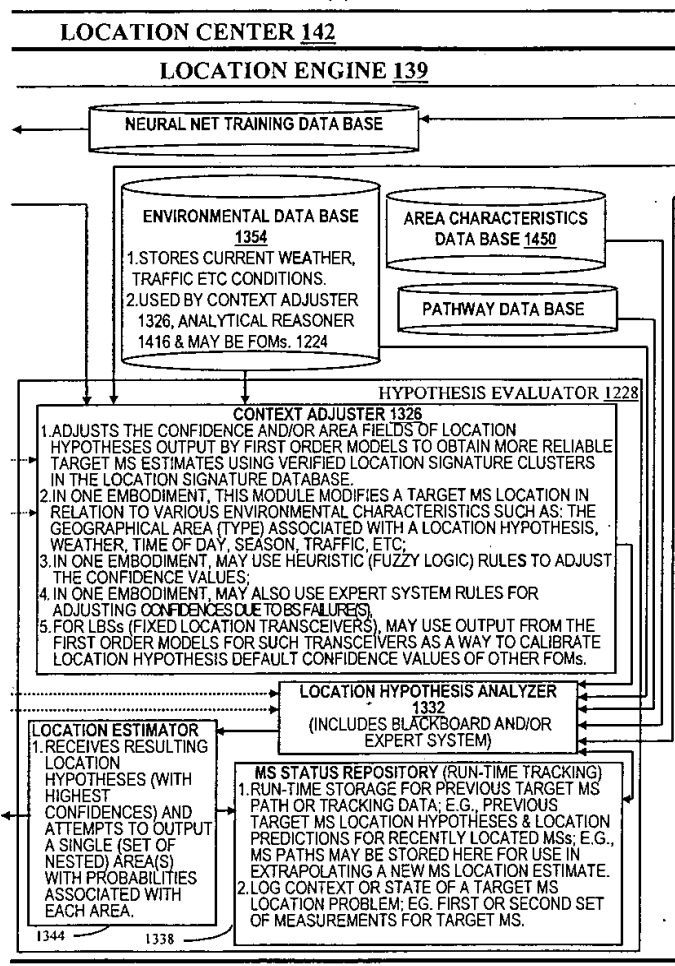 LOCATION CENTER 142
LOCATION ENGINE 139
NEURAL NET TRAINING DATA BASE
ENVIRONMENTAL DATA BASE
1354
1.STORES CURRENT WEATHER,
TRAFFIC ETC CONDITIONS.
2.USED BY CONTEXT ADJUSTER
1326, ANALYTICAL REASONER
1416 & MAY BE FOMs. 1224
AREA CHARACTERISTICS
DATA BASE 1450
PATHWAY DATA BASE
HYPOTHESIS EVALUATOR 1228
CONTEXT ADJUSTER 1326
1.ADJUSTS THE CONFIDENCE AND/OR AREA FIELDS OF LOCATION
HYPOTHESES OUTPUT BY FIRST ORDER MODELS TO OBTAIN MORE RELIABLE
TARGET MS ESTIMATES USING VERIFIED LOCATION SIGNATURE CLUSTERS
IN THE LOCATION SIGNATURE DATABASE.
2.IN ONE EMBODIMENT, THIS MODULE MODIFIES A TARGET MS LOCATION IN
RELATION TO VARIOUS ENVIRONMENTAL CHARACTERISTICS SUCH AS: THE
GEOGRAPHICAL AREA (TYPE) ASSOCIATED WITH A LOCATION HYPOTHESIS,
WEATHER, TIME OF DAY, SEASON, TRAFFIC, ETC;
3.IN ONE EMBODIMENT, MAY USE HEURISTIC (FUZZY LOGIC) RULES TO ADJUST
THE CONFIDENCE VALUES;
4.IN ONE EMBODIMENT, MAY ALSO USE EXPERT SYSTEM RULES FOR
ADJUSTING CONFIDENCES DUE TO BS FAILURE(S),
5.FOR LBSs (FIXED LOCATION TRANSCEIVERS), MAY USE OUTPUT FROM THE
FIRST ORDER MODELS FOR SUCH TRANSCEIVERS AS A WAY TO CALIBRATE
LOCATION HYPOTHESIS DEFAULT CONFIDENCE VALUES OF OTHER FOMs.
LOCATION HYPOTHESIS ANALYZER
1332
(INCLUDES BLACKBOARD AND/OR
EXPERT SYSTEM)
LOCATION ESTIMATOR
1.RECEIVES RESULTING
LOCATION
HYPOTHESES (WITH
HIGHEST
CONFIDENCES) AND
ATTEMPTS TO OUTPUT
A SINGLE (SET OF
NESTED) AREA(S)
WITH PROBABILITIES
ASSOCIATED WITH
EACH AREA.
MS STATUS REPOSITORY (RUN-TIME TRACKING)
1.RUN-TIME STORAGE FOR PREVIOUS TARGET MS
PATH OR TRACKING DATA; E.G., PREVIOUS
TARGET MS LOCATION HYPOTHESES & LOCATION
PREDICTIONS FOR RECENTLY LOCATED MSs; E.G.,
MS PATHS MAY BE STORED HERE FOR USE IN
EXTRAPOLATING A NEW MS LOCATION ESTIMATE.
2. LOG CONTEXT OR STATE OF A TARGET MS
LOCATION PROBLEM; EG. FIRST OR SECOND SET
OF MEASUREMENTS FOR TARGET MS.
1344
1338